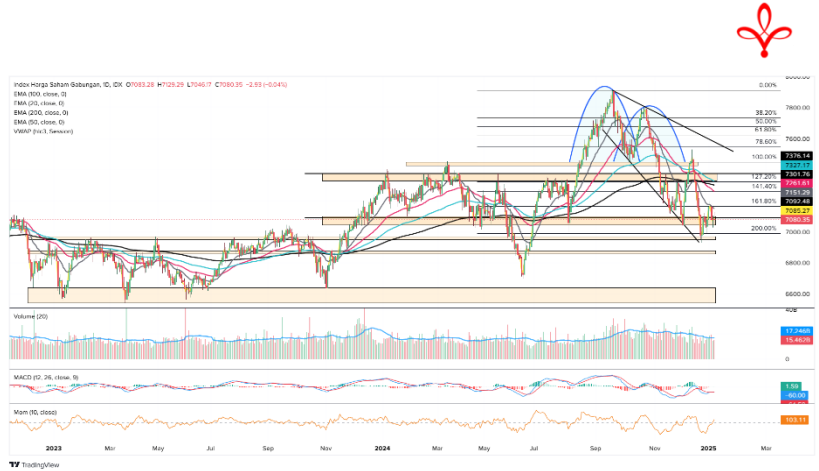 Index Harga Saham Gabungan, 1D, IDX O7083.28 H7129.29 L7046.17 C7080.35 −2.93 (−0.04%)
EMA (100, close, 0)
EMA (20, close, 0)
EMA (200, close, 0)
EMA (50, close, 0)
VWAP (hlc3, Session)
0.00%
7800.00
38.20%
50.00%
61.80%
7600.00
78.60%
100.00%
7376.14
7327.17
127.20%
7301.76
141.40%
7261.61
7151.29
161.80%
7092.48
7085.27
7080.35
200.00%
7000.00
6800.00
6600.00
Volume (20)
40B
17.246B
15.462B
0
MACD (12, 26, close, 9)
1.59
−60.00
Mom (10, close)
103.11
2023 Mar May Jul Sep Nov 2024 Mar May Jul Sep Nov 2025 Mar
TradingView